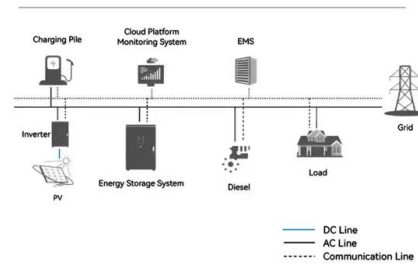 Charging Pile
Cloud Platform
Monitoring System
EMS
Grid
Inverter
PV
Energy Storage System
Diesel
Load
DC Line
AC Line
Communication Line